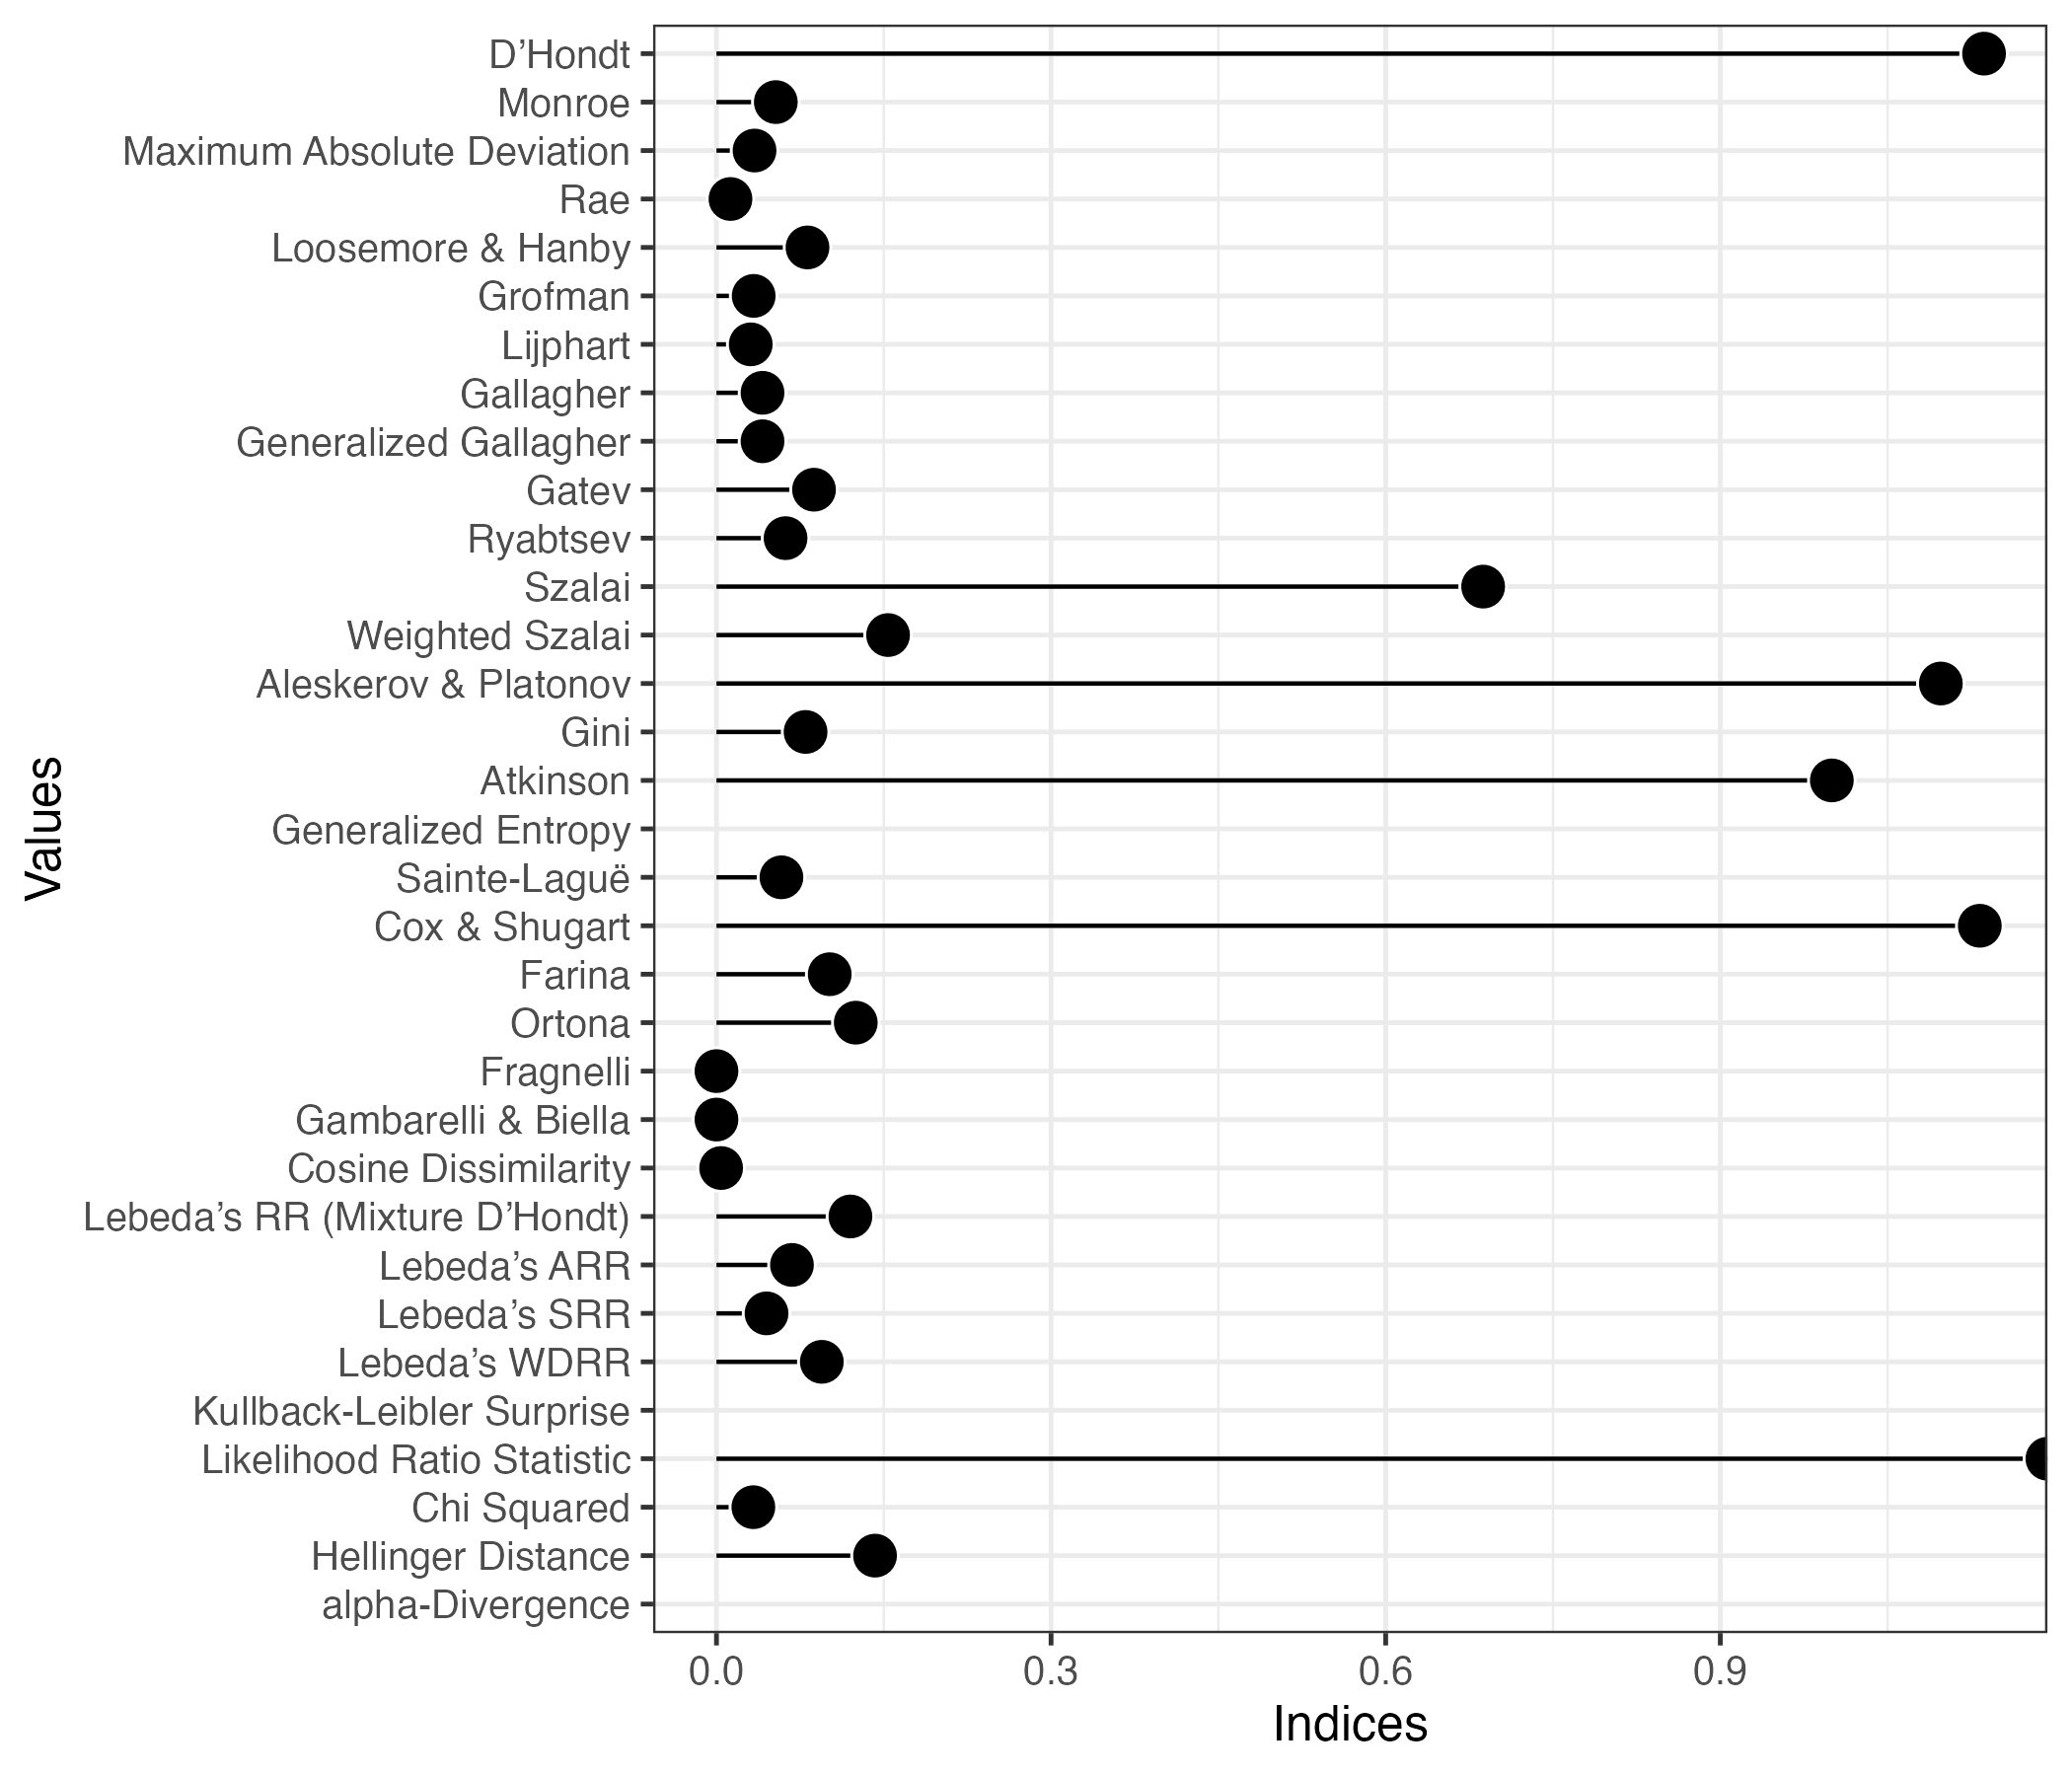 D’Hondt
Monroe
Maximum Absolute Deviation
Rae
Loosemore & Hanby
Grofman
Lijphart
Gallagher
Generalized Gallagher
Gatev
Ryabtsev
Szalai
Weighted Szalai
Aleskerov & Platonov
Gini
Atkinson
Generalized Entropy
Sainte-Laguë
Cox & Shugart
Farina
Ortona
Fragnelli
Gambarelli & Biella
Cosine Dissimilarity
Lebeda’s RR (Mixture D’Hondt)
Lebeda’s ARR
Lebeda’s SRR
Lebeda’s WDRR
Kullback-Leibler Surprise
Likelihood Ratio Statistic
Chi Squared
Hellinger Distance
alpha-Divergence
Values
0.0 0.3 0.6 0.9
Indices